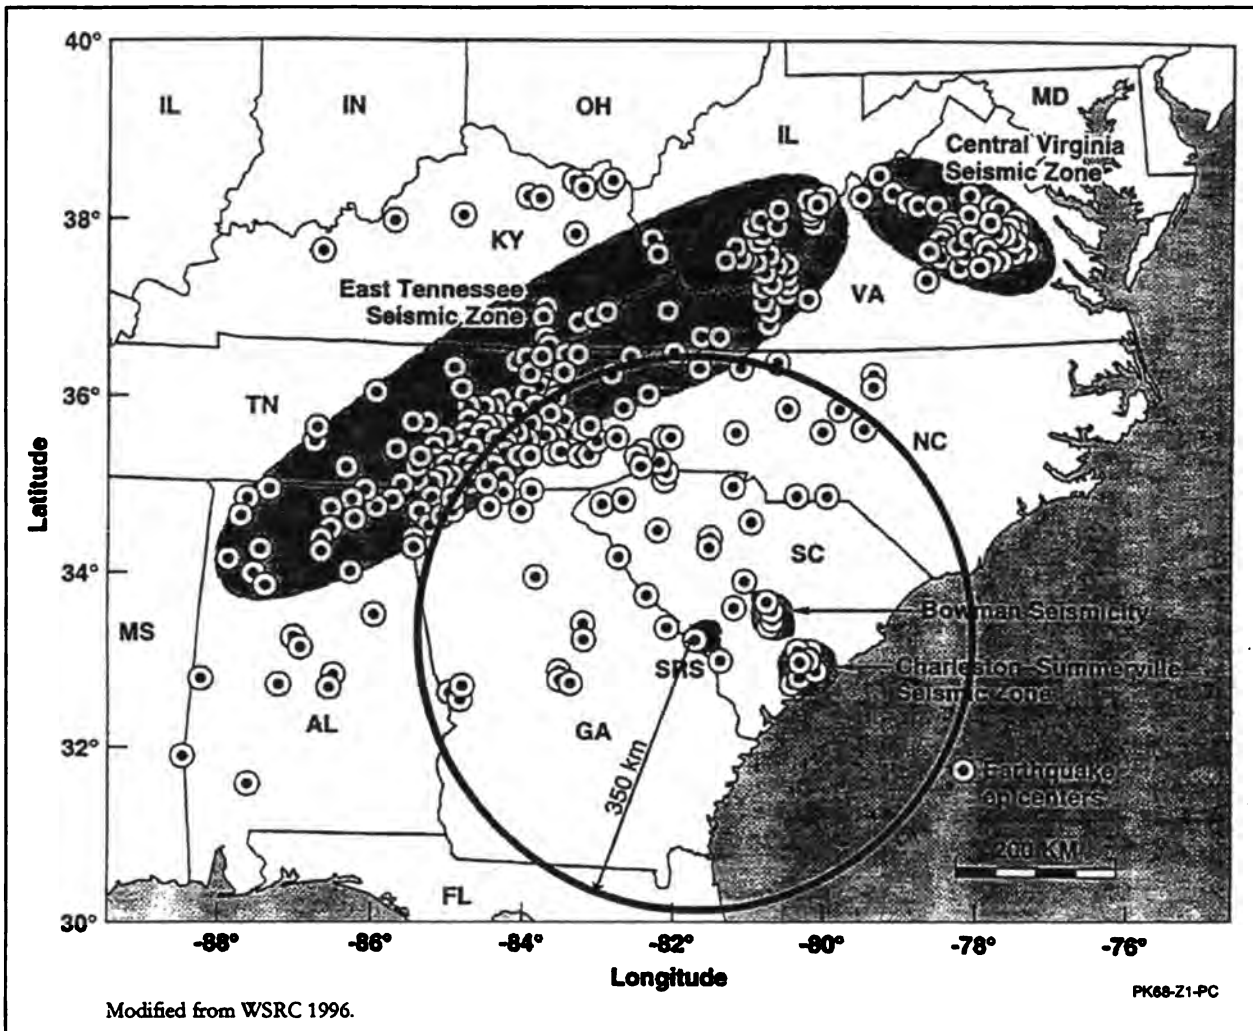 40°
IL
IN
OH
IL
MD
Central Virginia
Seismic Zone
38°
KY
East Tennessee
Seismic Zone
VA
36°
TN
NC
Latitude
34°
SC
MS
Bowman Seismicity
SRS
Charleston–Summerville
Seismic Zone
AL
GA
32°
350 km
Earthquake
epicenters
200 KM
FL
30°
-88°
-86°
-84°
-82°
-80°
-78°
-76°
Longitude
PK68-Z1-PC
Modified from WSRC 1996.